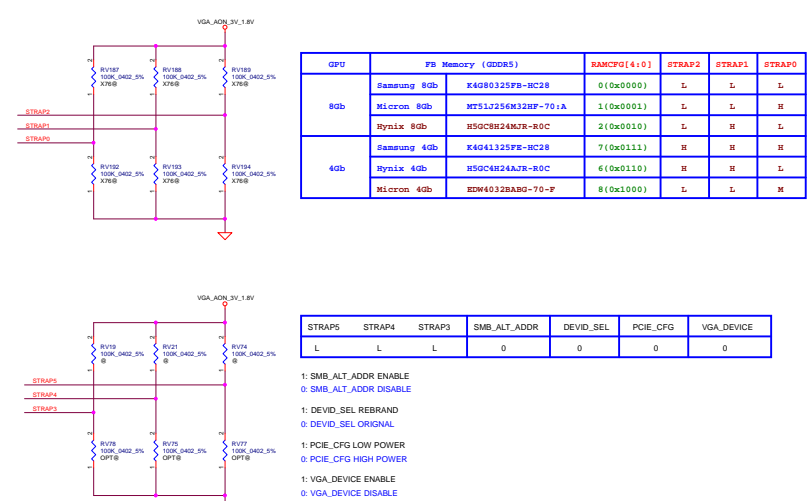 VGA_AON_3V_1.8V
RV187
100K_0402_5%
X76@
RV188
100K_0402_5%
X76@
RV189
100K_0402_5%
X76@
STRAP2
STRAP1
STRAP0
RV192
100K_0402_5%
X76@
RV193
100K_0402_5%
X76@
RV194
100K_0402_5%
X76@
GPU FB Memory (GDDR5) RAMCFG[4:0] STRAP2 STRAP1 STRAP0
8Gb
Samsung 8Gb K4G80325FB-HC28 0(0x0000) L L L
Micron 8Gb MT51J256M32HF-70:A 1(0x0001) L L H
Hynix 8Gb H5GC8H24MJR-R0C 2(0x0010) L H L
4Gb
Samsung 4Gb K4G41325FE-HC28 7(0x0111) H H H
Hynix 4Gb H5GC4H24AJR-R0C 6(0x0110) H H L
Micron 4Gb EDW4032BABG-70-F 8(0x1000) L L M
VGA_AON_3V_1.8V
RV19
100K_0402_5%
@
RV21
100K_0402_5%
@
RV74
100K_0402_5%
@
STRAP5
STRAP4
STRAP3
RV78
100K_0402_5%
OPT@
RV75
100K_0402_5%
OPT@
RV77
100K_0402_5%
OPT@
STRAP5 STRAP4 STRAP3 SMB_ALT_ADDR DEVID_SEL PCIE_CFG VGA_DEVICE
L L L 0 0 0 0
1: SMB_ALT_ADDR ENABLE
0: SMB_ALT_ADDR DISABLE
1: DEVID_SEL REBRAND
0: DEVID_SEL ORIGNAL
1: PCIE_CFG LOW POWER
0: PCIE_CFG HIGH POWER
1: VGA_DEVICE ENABLE
0: VGA_DEVICE DISABLE